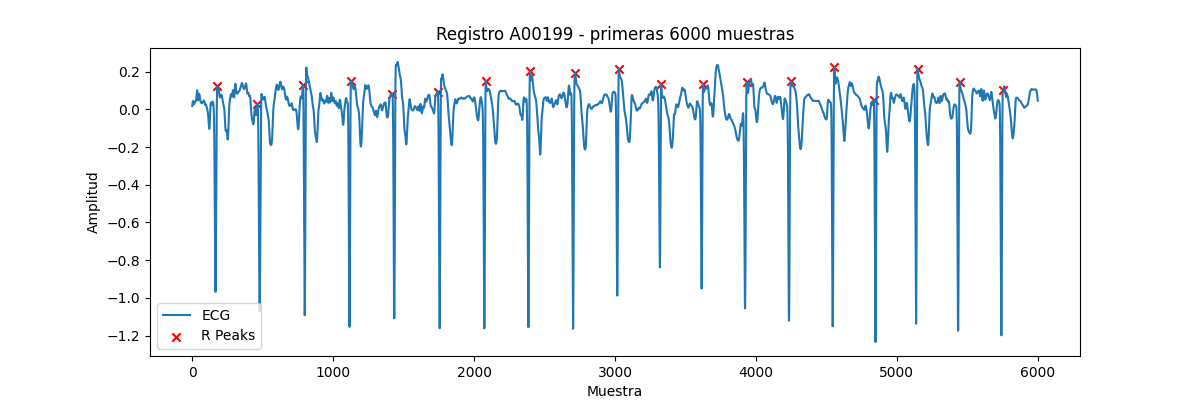 Registro A00199 - primeras 6000 muestras
Amplitud
0.2
0.0
−0.2
−0.4
−0.6
−0.8
−1.0
−1.2
ECG
R Peaks
0 1000 2000 3000 4000 5000 6000
Muestra